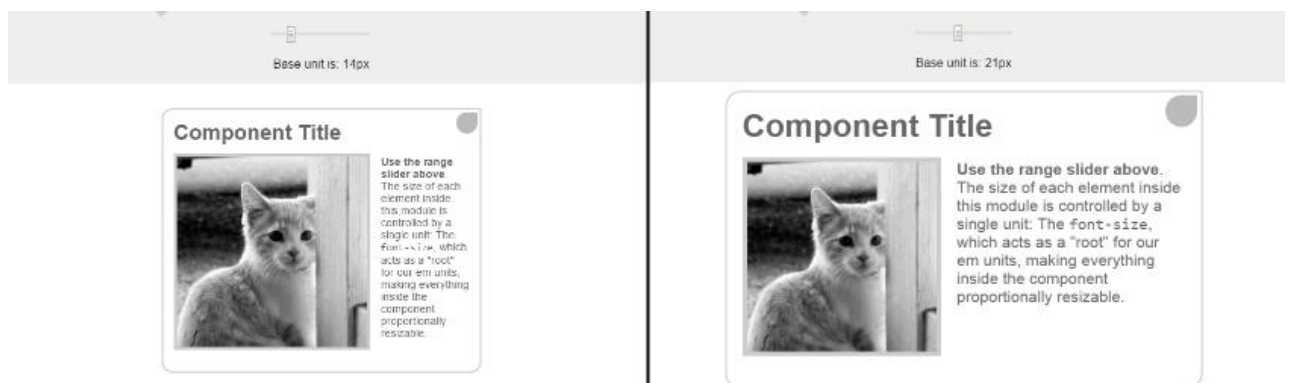 Base unit is: 14px
Component Title
Use the range
slider above.
The size of each
element inside
this module is
controlled by a
single unit: The
font-size, which
acts as a "root"
for our em units,
making everything
inside the
component
proportionally
resizable.
Base unit is: 21px
Component Title
Use the range slider above.
The size of each element inside
this module is controlled by a
single unit: The font-size,
which acts as a "root" for our
em units, making everything
inside the component
proportionally resizable.